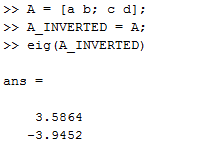 >> A = [a b; c d];
>> A_INVERTED = A;
>> eig(A_INVERTED)
ans =
3.5864
-3.9452